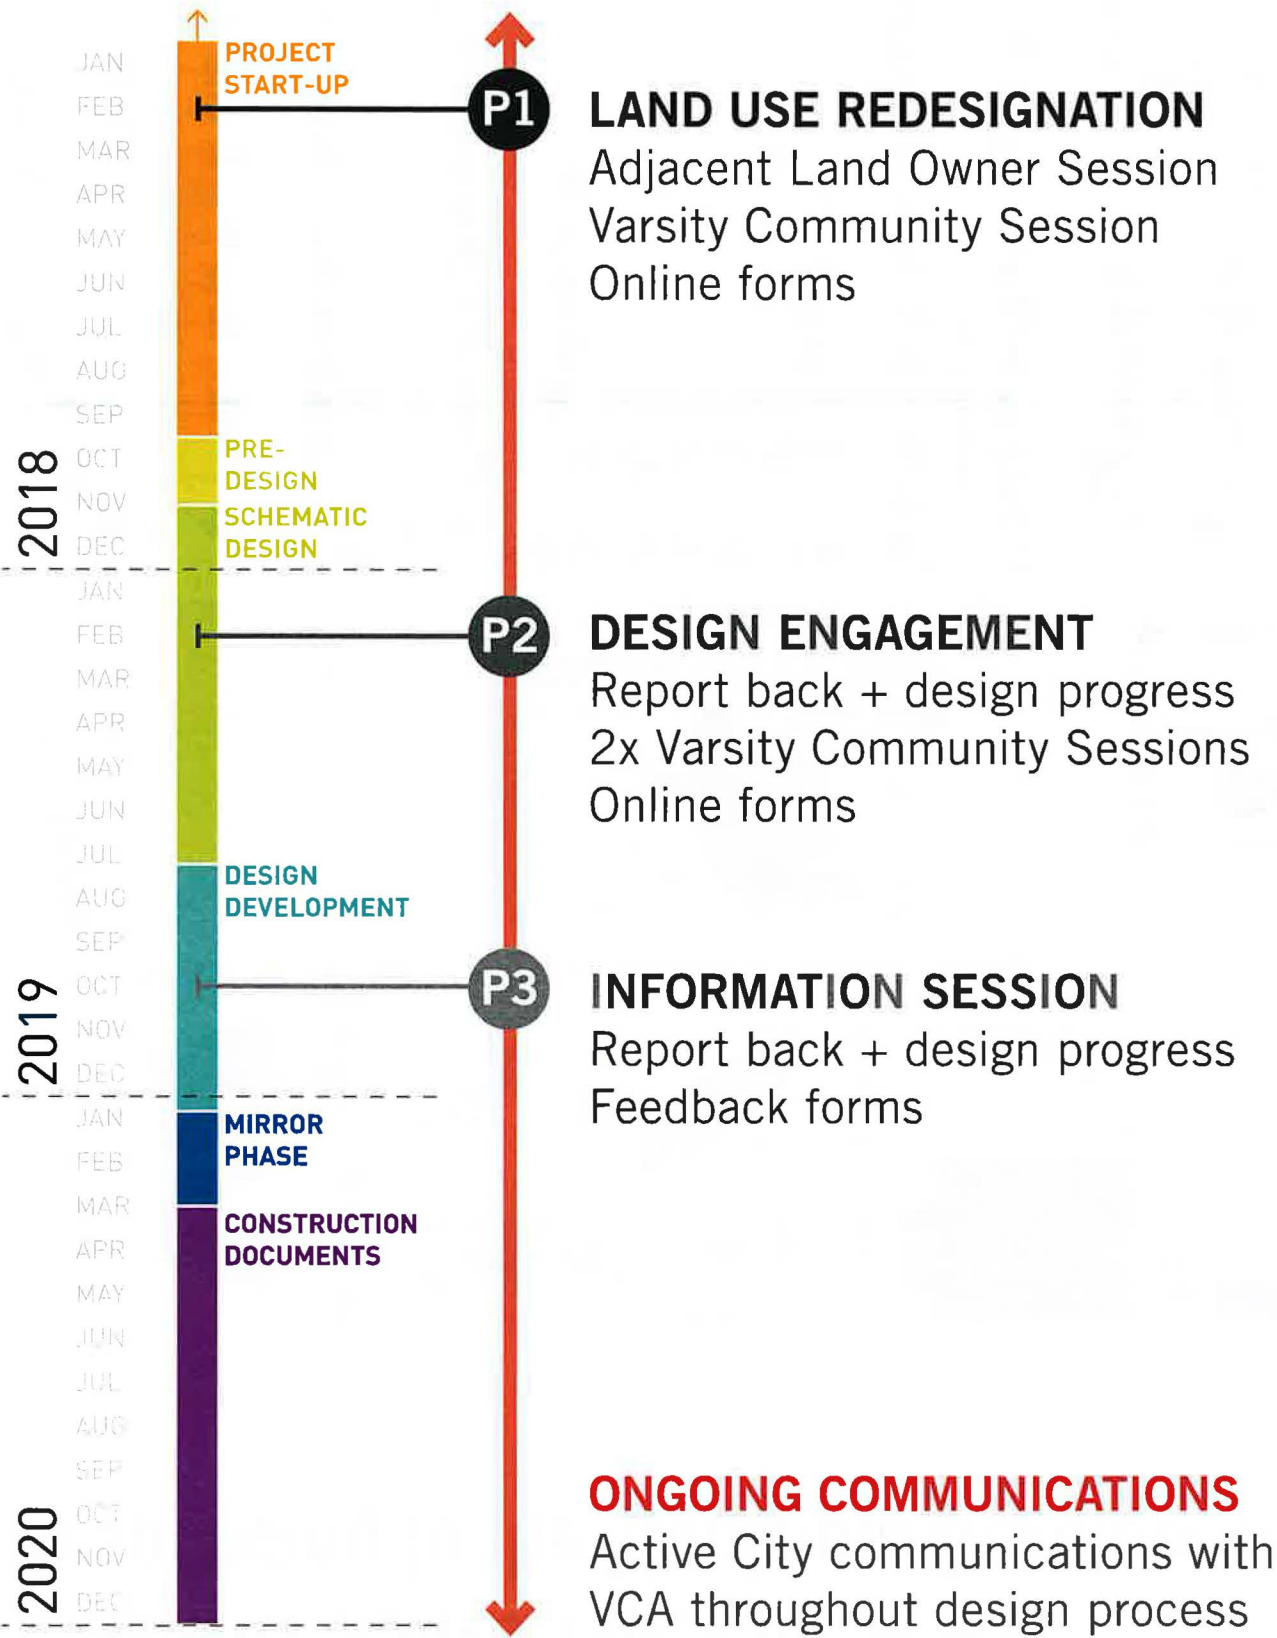 JAN
FEB
MAR
APR
MAY
JUN
JUL
AUG
SEP
OCT
NOV
DEC
2018
PROJECT
START-UP
P1
LAND USE REDESIGNATION
Adjacent Land Owner Session
Varsity Community Session
Online forms
PRE-
DESIGN
SCHEMATIC
DESIGN
JAN
FEB
MAR
APR
MAY
JUN
JUL
AUG
SEP
OCT
NOV
DEC
2019
P2
DESIGN ENGAGEMENT
Report back + design progress
2x Varsity Community Sessions
Online forms
DESIGN
DEVELOPMENT
P3
INFORMATION SESSION
Report back + design progress
Feedback forms
JAN
FEB
MAR
APR
MAY
JUN
JUL
AUG
SEP
OCT
NOV
DEC
2020
MIRROR
PHASE
CONSTRUCTION
DOCUMENTS
ONGOING COMMUNICATIONS
Active City communications with
VCA throughout design process